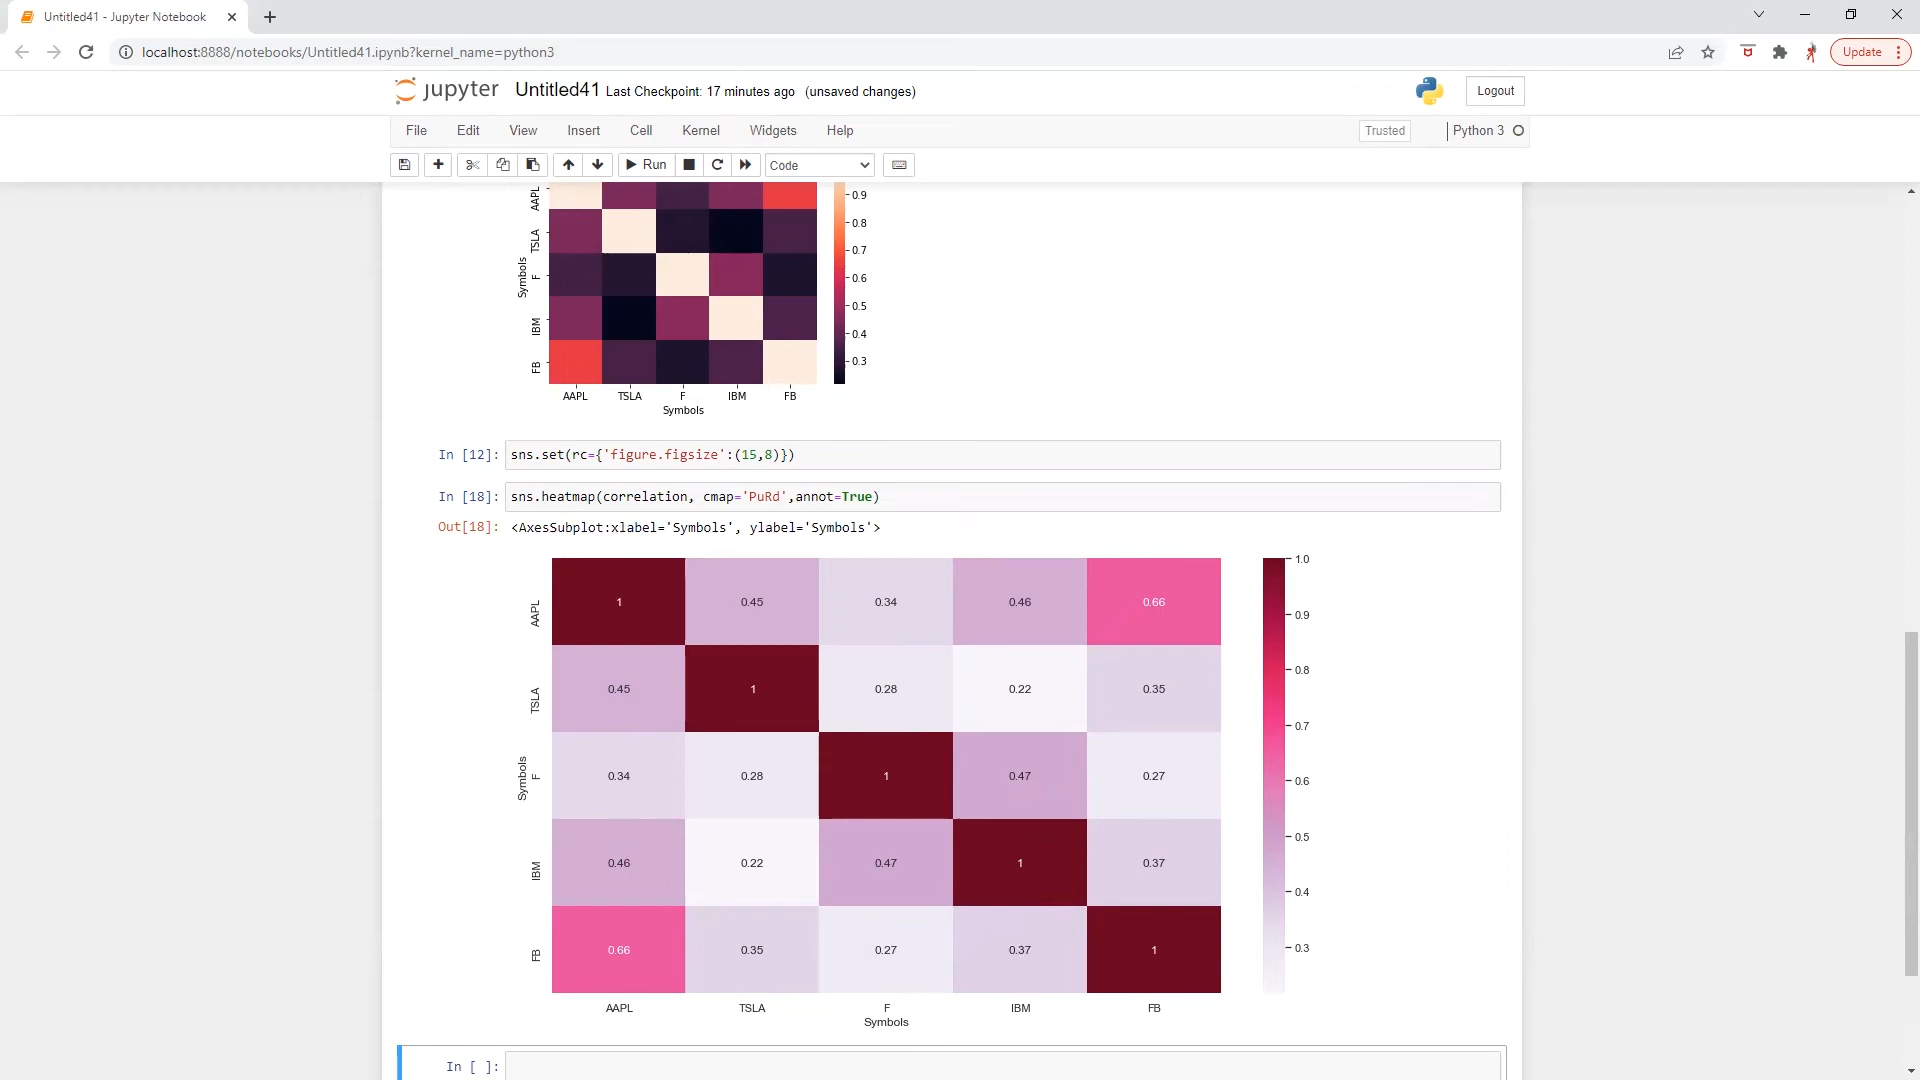 Untitled41 - Jupyter Notebook
localhost:8888/notebooks/Untitled41.ipynb?kernel_name=python3
Update
jupyter Untitled41 Last Checkpoint: 17 minutes ago (unsaved changes)
Logout
File Edit View Insert Cell Kernel Widgets Help
Trusted
Python 3
Run
Code
AAPL
TSLA
F
IBM
FB
Symbols
0.9
0.8
0.7
0.6
0.5
0.4
0.3
AAPL TSLA F IBM FB
Symbols
In [12]: sns.set(rc={'figure.figsize':(15,8)})
In [18]: sns.heatmap(correlation, cmap='PuRd',annot=True)
Out[18]: <AxesSubplot:xlabel='Symbols', ylabel='Symbols'>
AAPL 1 0.45 0.34 0.46 0.66
TSLA 0.45 1 0.28 0.22 0.35
F 0.34 0.28 1 0.47 0.27
IBM 0.46 0.22 0.47 1 0.37
FB 0.66 0.35 0.27 0.37 1
Symbols
AAPL TSLA F IBM FB
Symbols
1.0
0.9
0.8
0.7
0.6
0.5
0.4
0.3
In [ ]: